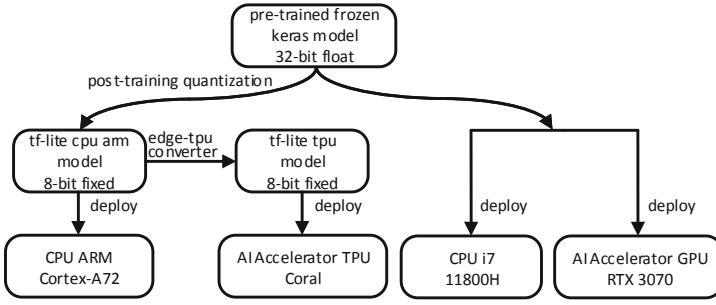 pre-trained frozen
keras model
32-bit float
post-training quantization
tf-lite cpu arm
model
8-bit fixed
edge-tpu
converter
tf-lite tpu
model
8-bit fixed
deploy
deploy
deploy
deploy
CPU ARM
Cortex-A72
AI Accelerator TPU
Coral
CPU i7
11800H
AI Accelerator GPU
RTX 3070